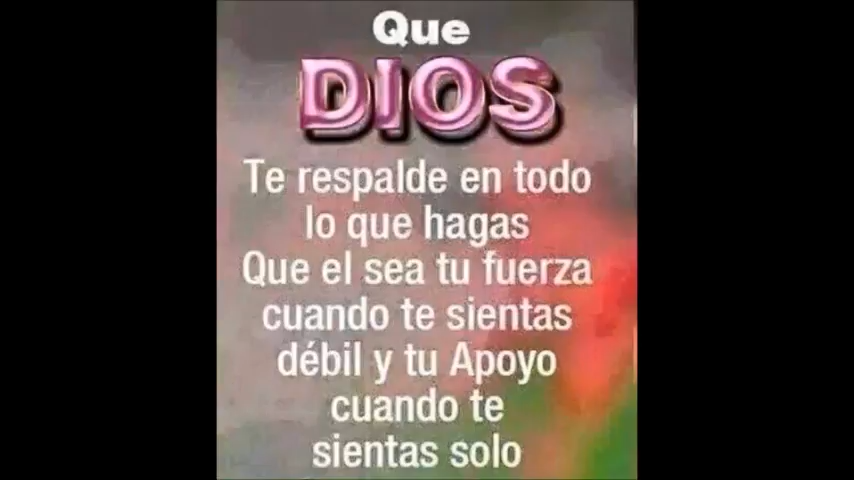 Que
DIOS
Te respalde en todo
lo que hagas
Que el sea tu fuerza
cuando te sientas
débil y tu Apoyo
cuando te
sientas solo